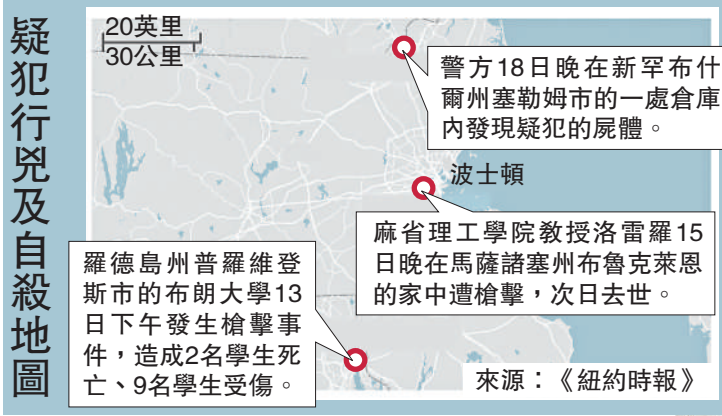 疑犯行兇及自殺地圖
20英里
30公里
警方18日晚在新罕布什
爾州塞勒姆市的一處倉庫
內發現疑犯的屍體。
波士頓
麻省理工學院教授洛雷羅15
日晚在馬薩諸塞州布魯克萊恩
的家中遭槍擊，次日去世。
羅德島州普羅維登
斯市的布朗大學13
日下午發生槍擊事
件，造成2名學生死
亡、9名學生受傷。
來源：《紐約時報》